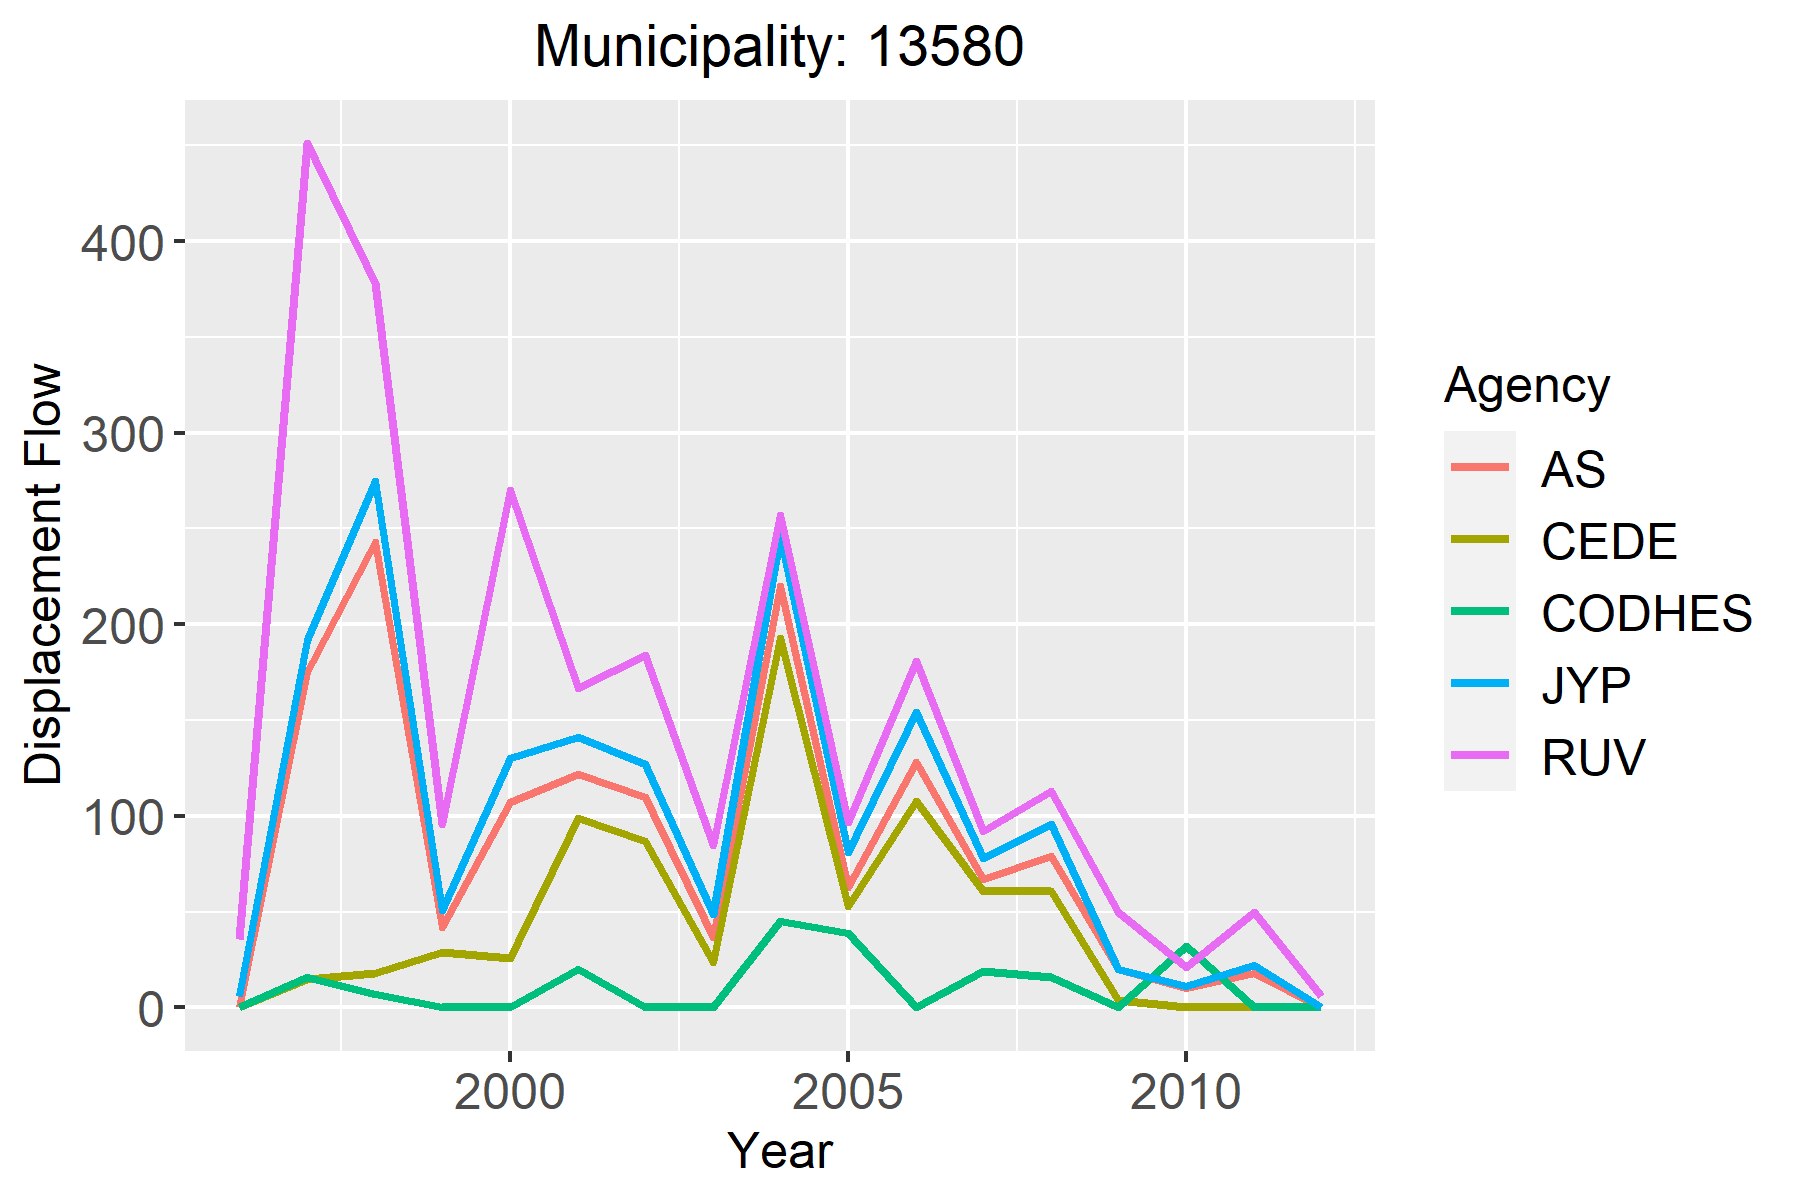 Municipality: 13580
Displacement Flow
400
300
200
100
0
2000 2005 2010
Year
Agency
AS
CEDE
CODHES
JYP
RUV